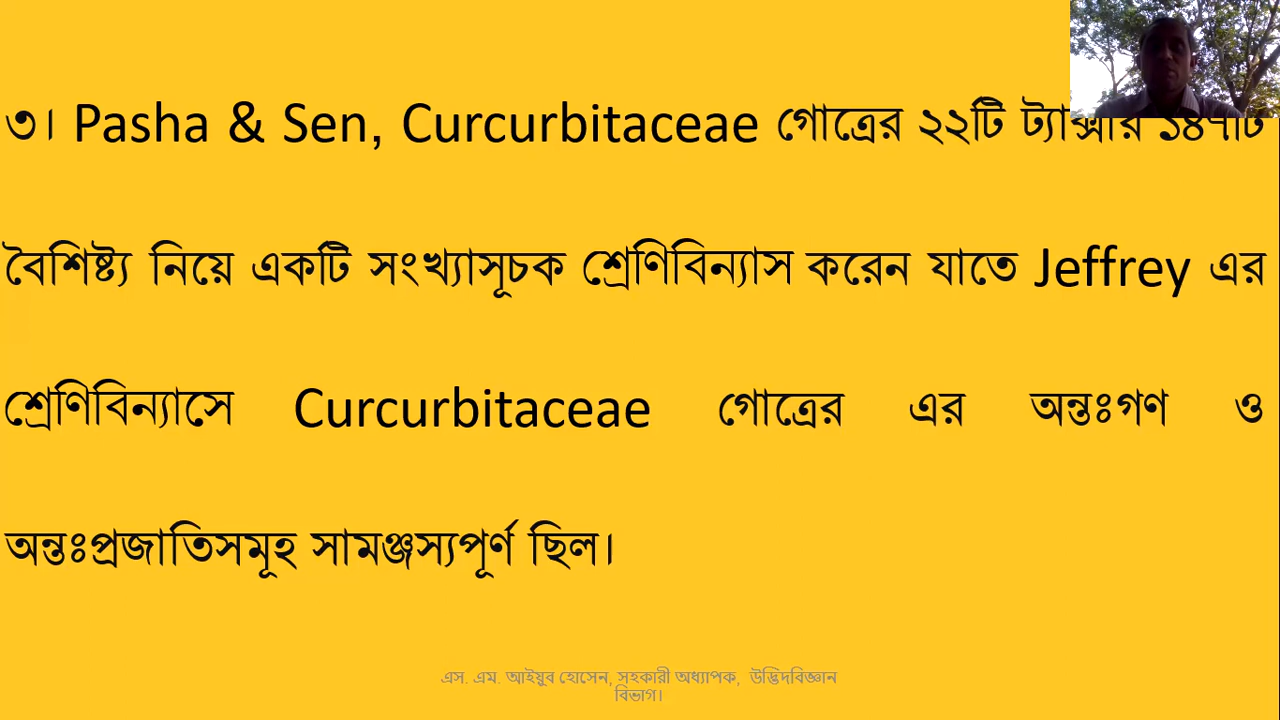 ৩। Pasha & Sen, Curcurbitaceae গোত্রের ২২টি ট্যাক্সার ১৪৭টি
বৈশিষ্ট্য নিয়ে একটি সংখ্যাসূচক শ্রেণিবিন্যাস করেন যাতে Jeffrey এর
শ্রেণিবিন্যাসে Curcurbitaceae গোত্রের এর অন্তঃগণ ও
অন্তঃপ্রজাতিসমূহ সামঞ্জস্যপূর্ণ ছিল।
এস. এম. আইয়ুব হোসেন, সহকারী অধ্যাপক, উদ্ভিদবিজ্ঞান
বিভাগ।